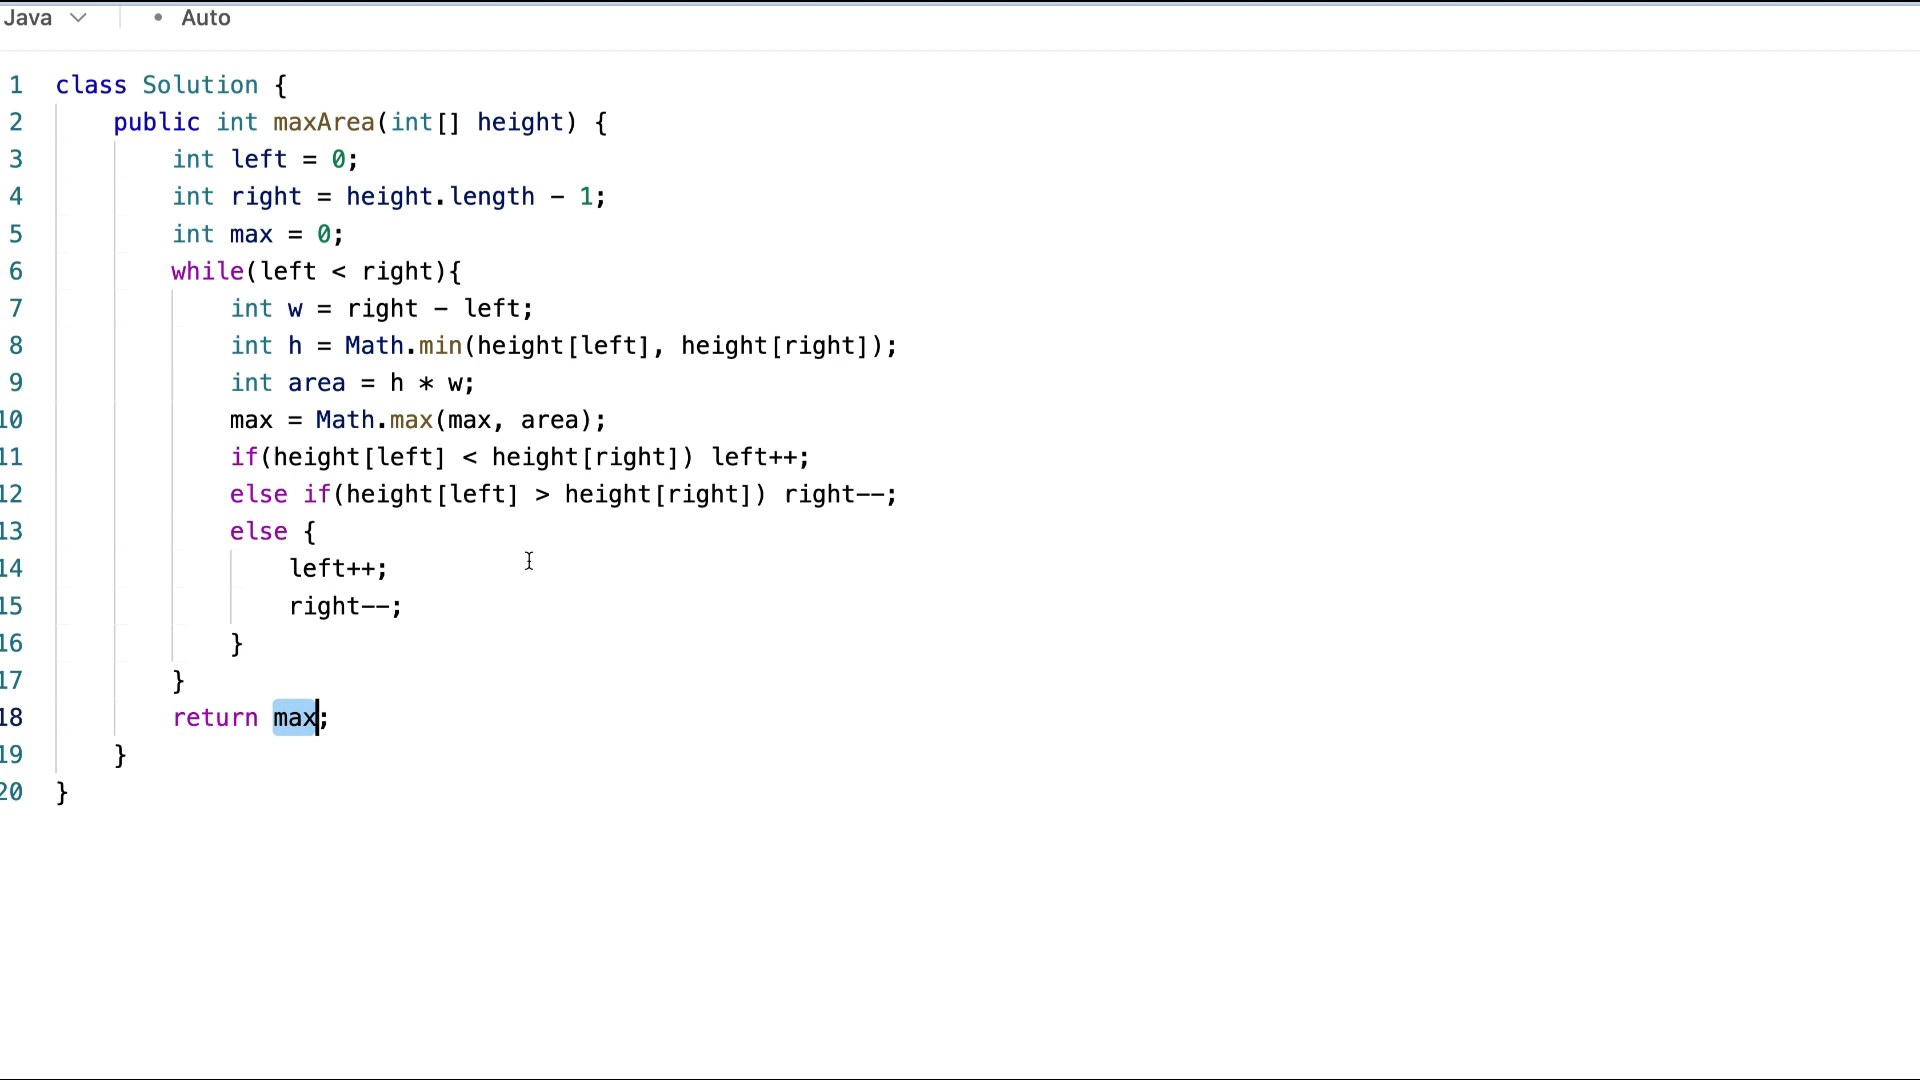 Java • Auto
1 class Solution {
2 public int maxArea(int[] height) {
3 int left = 0;
4 int right = height.length - 1;
5 int max = 0;
6 while(left < right){
7 int w = right - left;
8 int h = Math.min(height[left], height[right]);
9 int area = h * w;
10 max = Math.max(max, area);
11 if(height[left] < height[right]) left++;
12 else if(height[left] > height[right]) right--;
13 else {
14 left++;
15 right--;
16 }
17 }
18 return max;
19 }
20 }